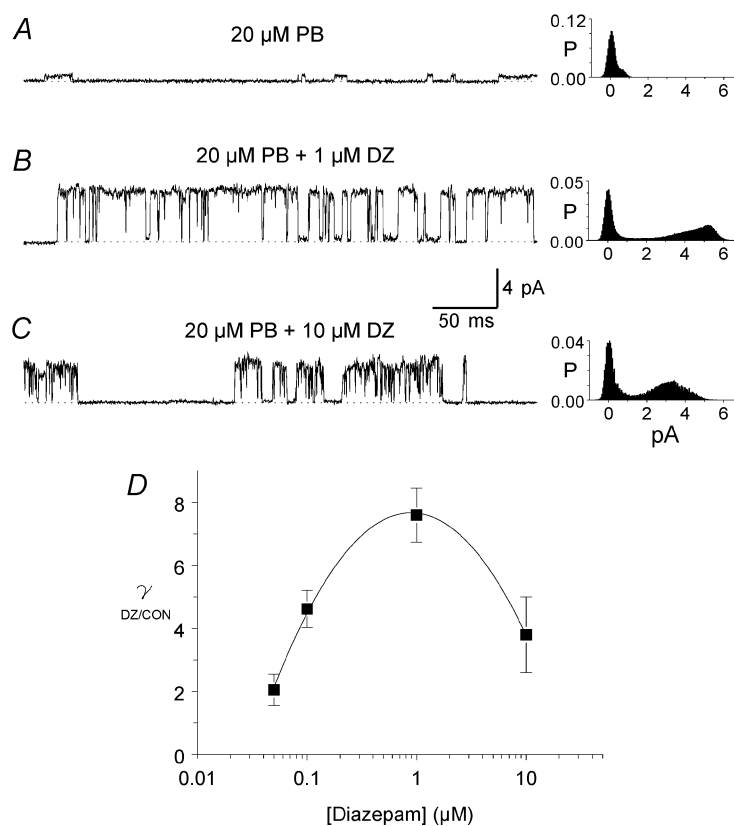 A
20 µM PB
0.12
P
0.00
0 2 4 6
B
20 µM PB + 1 µM DZ
0.05
P
0.00
0 2 4 6
4 pA
50 ms
C
20 µM PB + 10 µM DZ
0.04
P
0.00
0 2 4 6
pA
D
8
6
γ
DZ/CON
4
2
0
0.01 0.1 1 10
[Diazepam] (µM)